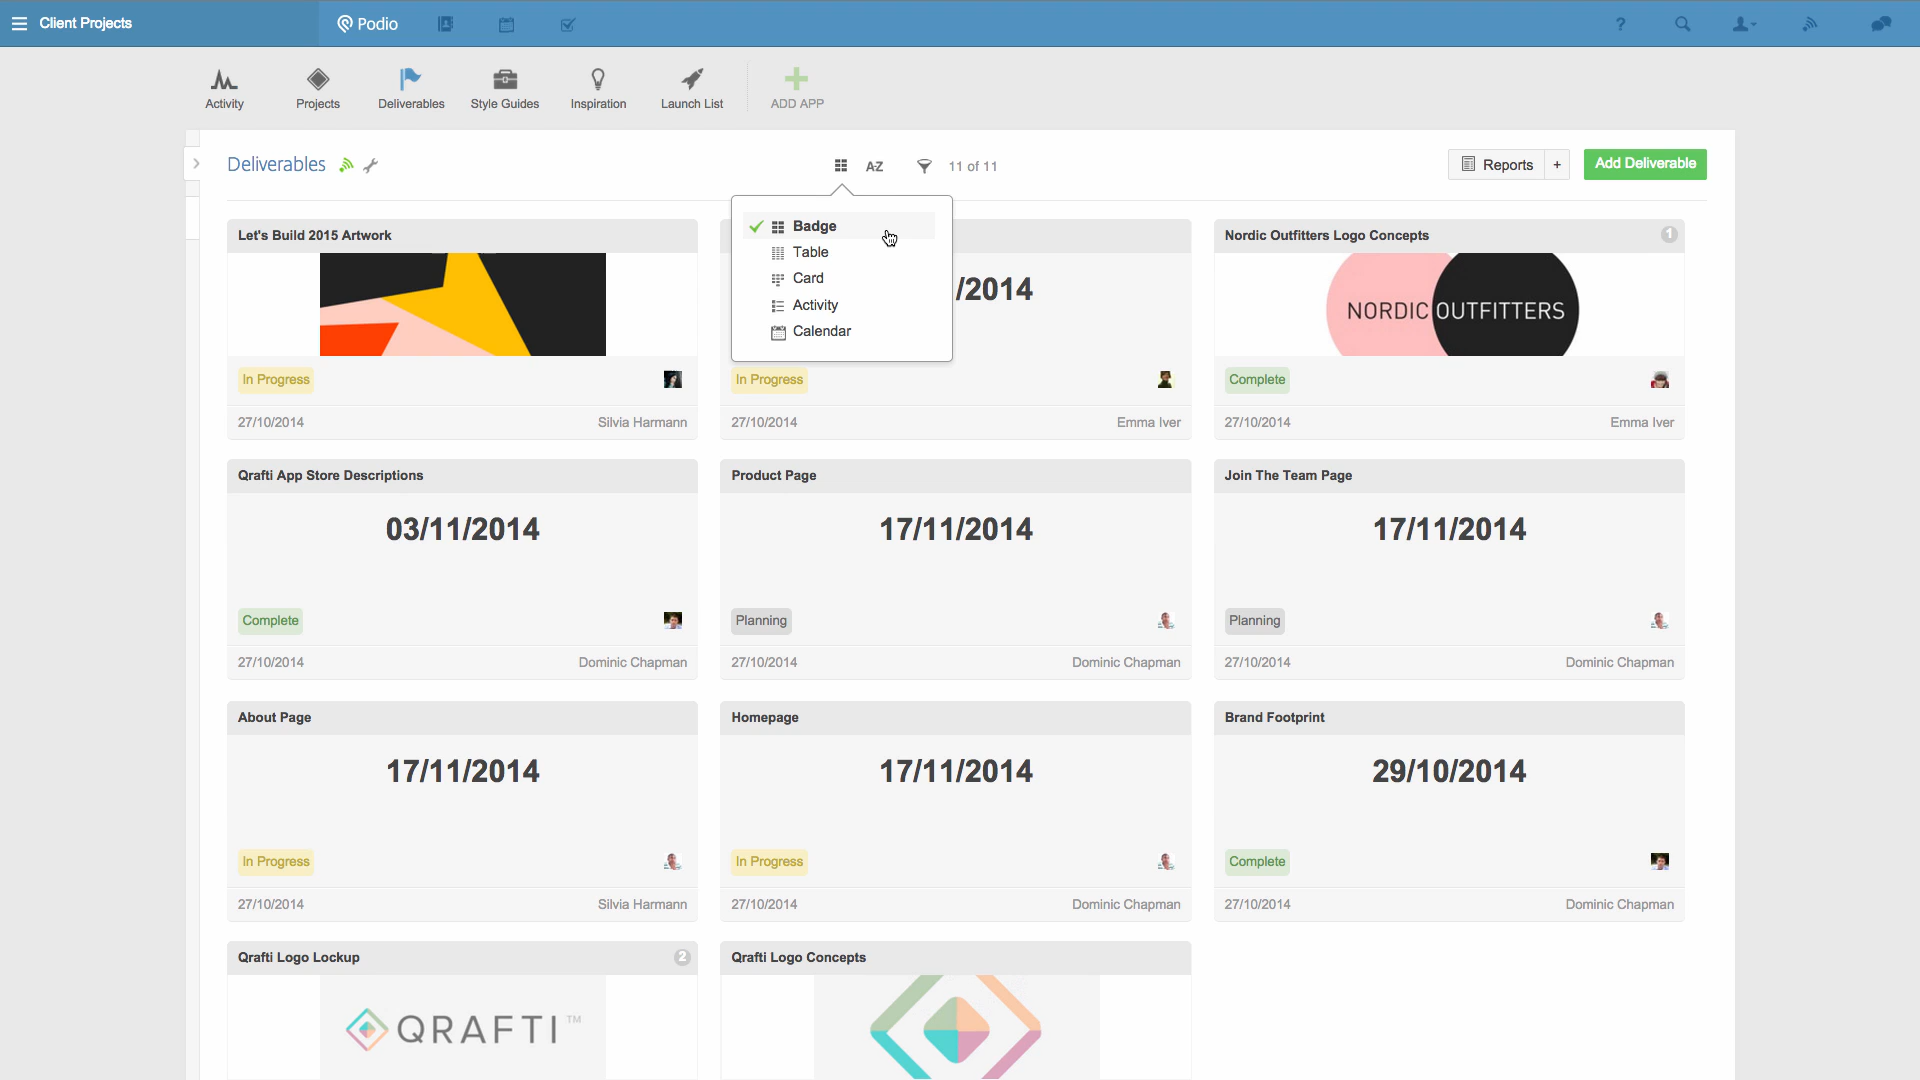 Client Projects
Podio
?
Activity
Projects
Deliverables
Style Guides
Inspiration
Launch List
ADD APP
Deliverables
A-Z
11 of 11
Reports
+
Add Deliverable
Badge
Table
Card
Activity
Calendar
Let's Build 2015 Artwork
In Progress
27/10/2014
Silvia Harmann
/2014
In Progress
27/10/2014
Emma Iver
Nordic Outfitters Logo Concepts
1
NORDIC OUTFITTERS
Complete
27/10/2014
Emma Iver
Qrafti App Store Descriptions
03/11/2014
Complete
27/10/2014
Dominic Chapman
Product Page
17/11/2014
Planning
27/10/2014
Dominic Chapman
Join The Team Page
17/11/2014
Planning
27/10/2014
Dominic Chapman
About Page
17/11/2014
In Progress
27/10/2014
Silvia Harmann
Homepage
17/11/2014
In Progress
27/10/2014
Dominic Chapman
Brand Footprint
29/10/2014
Complete
27/10/2014
Dominic Chapman
Qrafti Logo Lockup
2
QRAFTI™
Qrafti Logo Concepts